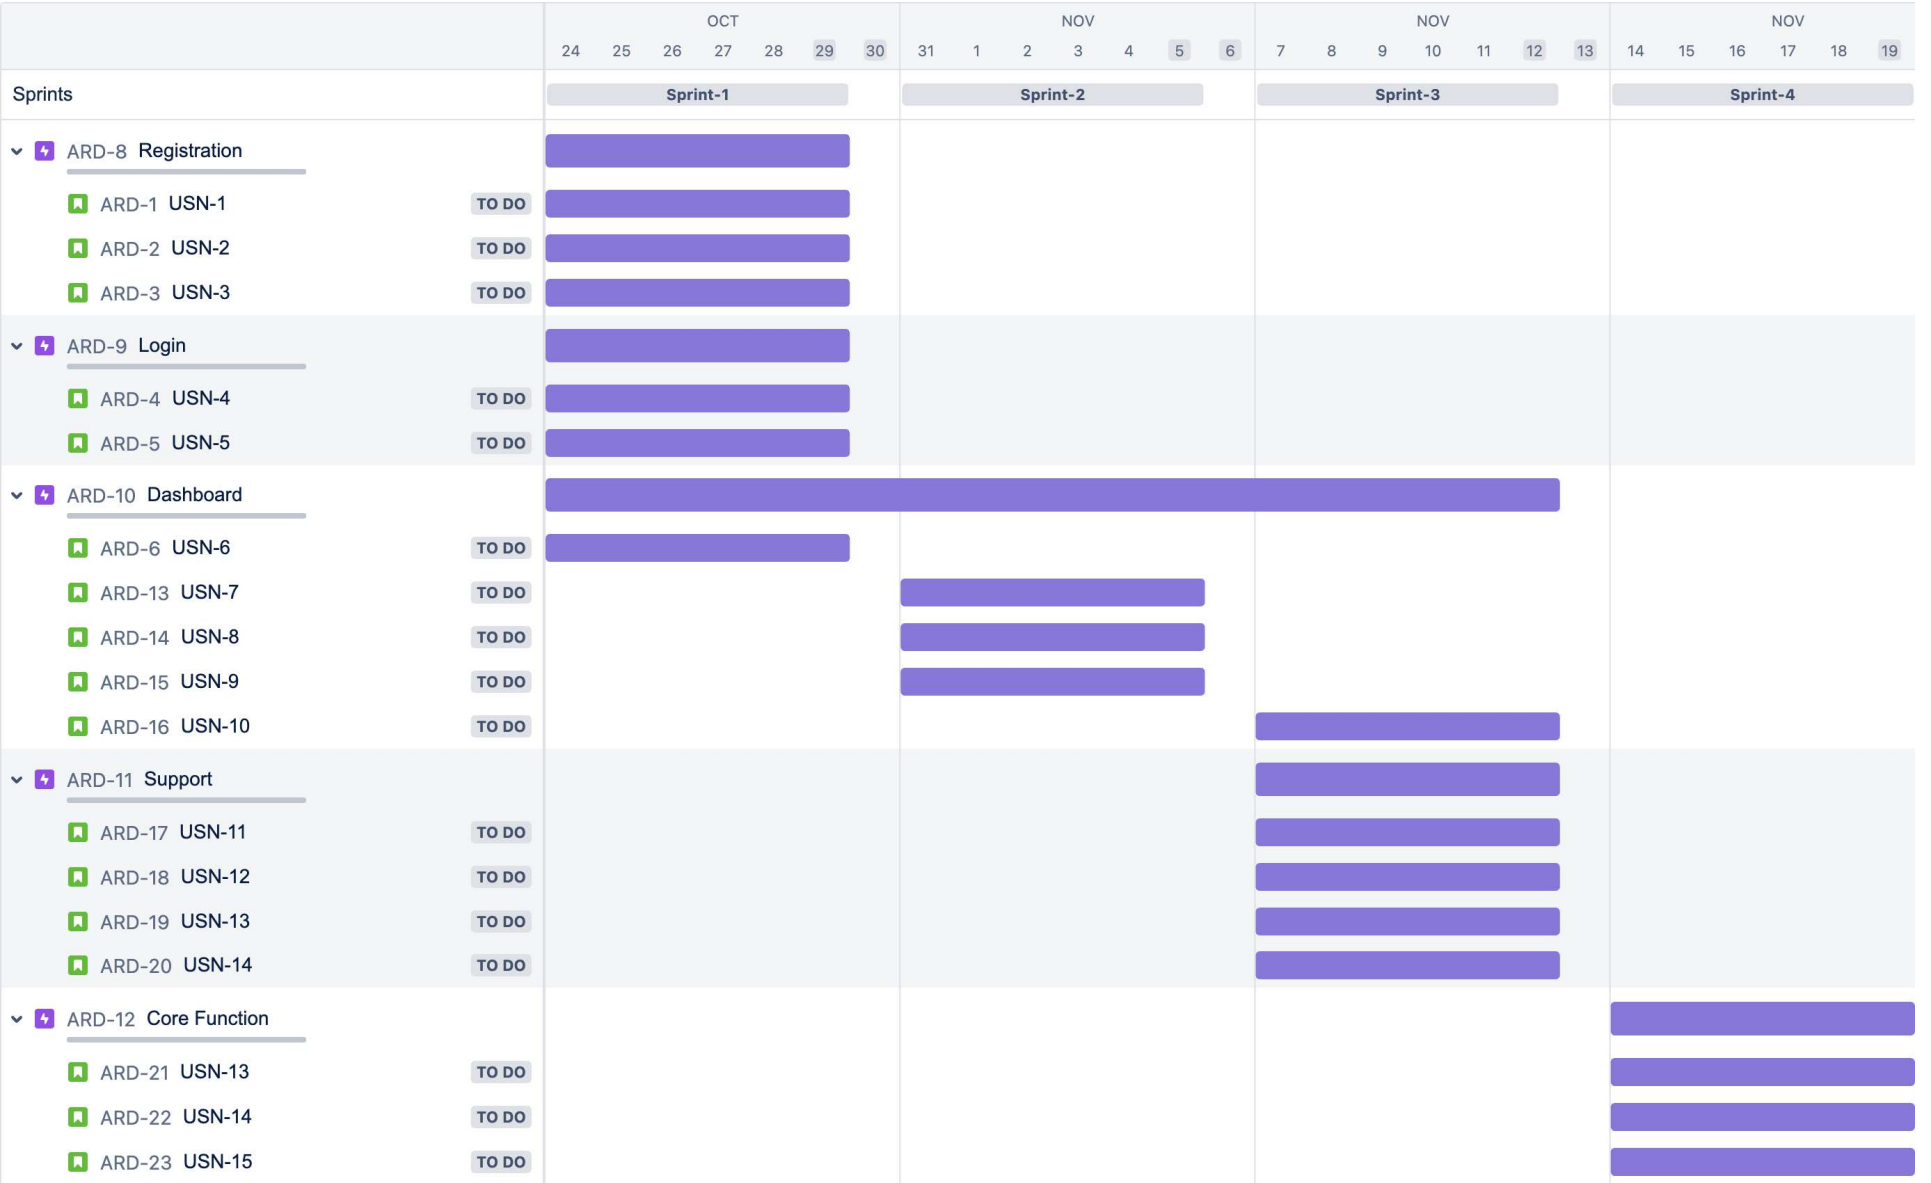 OCT NOV NOV NOV
24 25 26 27 28 29 30 31 1 2 3 4 5 6 7 8 9 10 11 12 13 14 15 16 17 18 19
Sprints Sprint-1 Sprint-2 Sprint-3 Sprint-4
ARD-8 Registration
ARD-1 USN-1 TO DO
ARD-2 USN-2 TO DO
ARD-3 USN-3 TO DO
ARD-9 Login
ARD-4 USN-4 TO DO
ARD-5 USN-5 TO DO
ARD-10 Dashboard
ARD-6 USN-6 TO DO
ARD-13 USN-7 TO DO
ARD-14 USN-8 TO DO
ARD-15 USN-9 TO DO
ARD-16 USN-10 TO DO
ARD-11 Support
ARD-17 USN-11 TO DO
ARD-18 USN-12 TO DO
ARD-19 USN-13 TO DO
ARD-20 USN-14 TO DO
ARD-12 Core Function
ARD-21 USN-13 TO DO
ARD-22 USN-14 TO DO
ARD-23 USN-15 TO DO